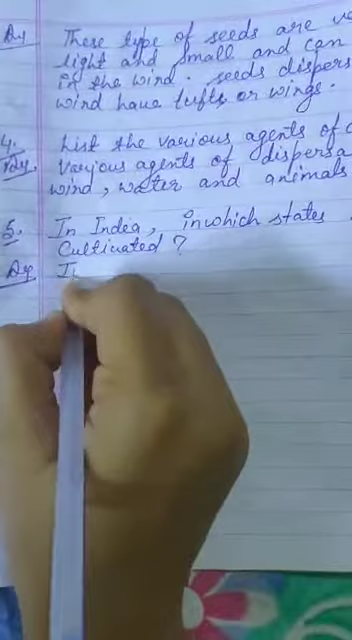 Ans These type of seeds are
light and small and can
in the wind. seeds dispers
wind have tufts or wings.
4. List the various agents of
Ans. Various agents of dispersa
wind, water and animals
5. In India, in which states
Cultivated ?
Ans I